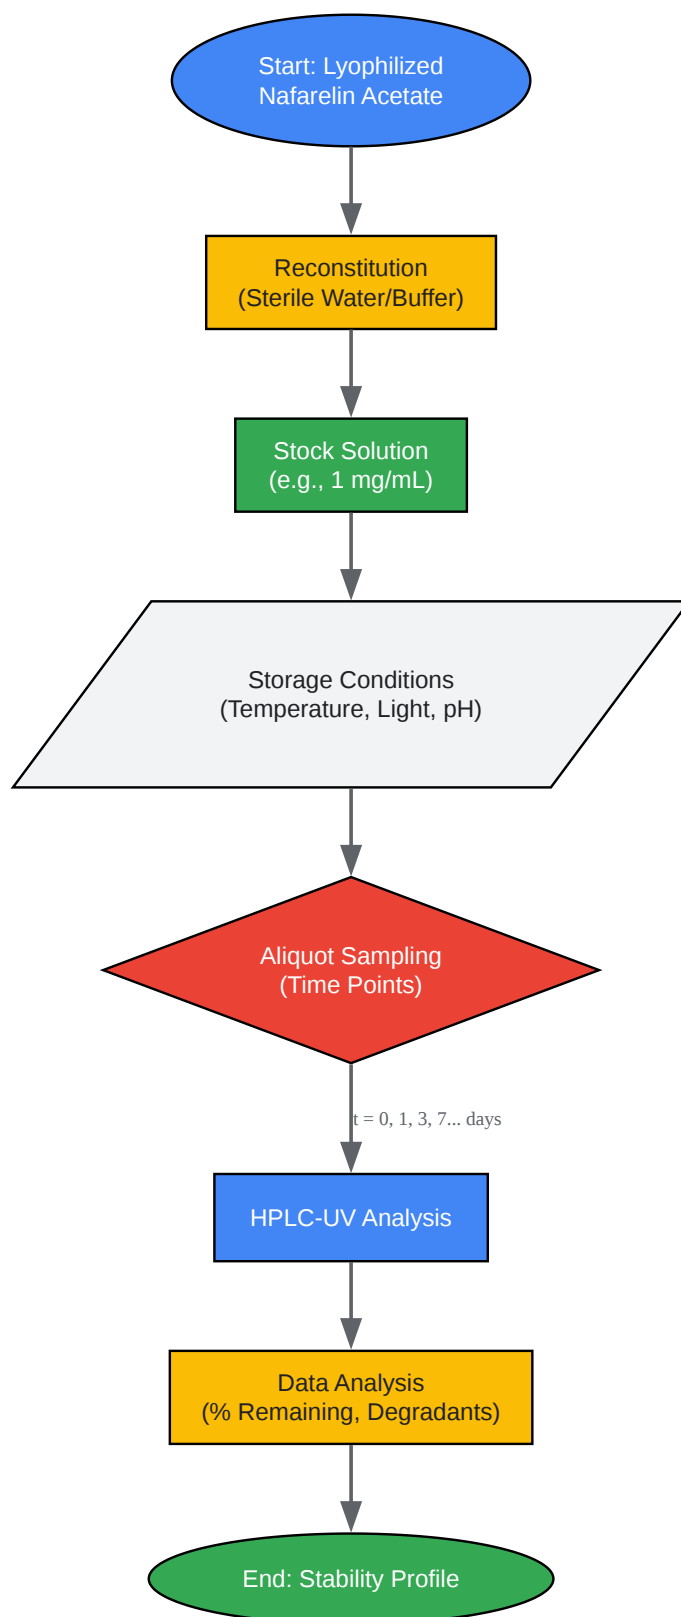 Start: Lyophilized
Nafarelin Acetate
Reconstitution
(Sterile Water/Buffer)
Stock Solution
(e.g., 1 mg/mL)
Storage Conditions
(Temperature, Light, pH)
Aliquot Sampling
(Time Points)
t = 0, 1, 3, 7... days
HPLC-UV Analysis
Data Analysis
(% Remaining, Degradants)
End: Stability Profile